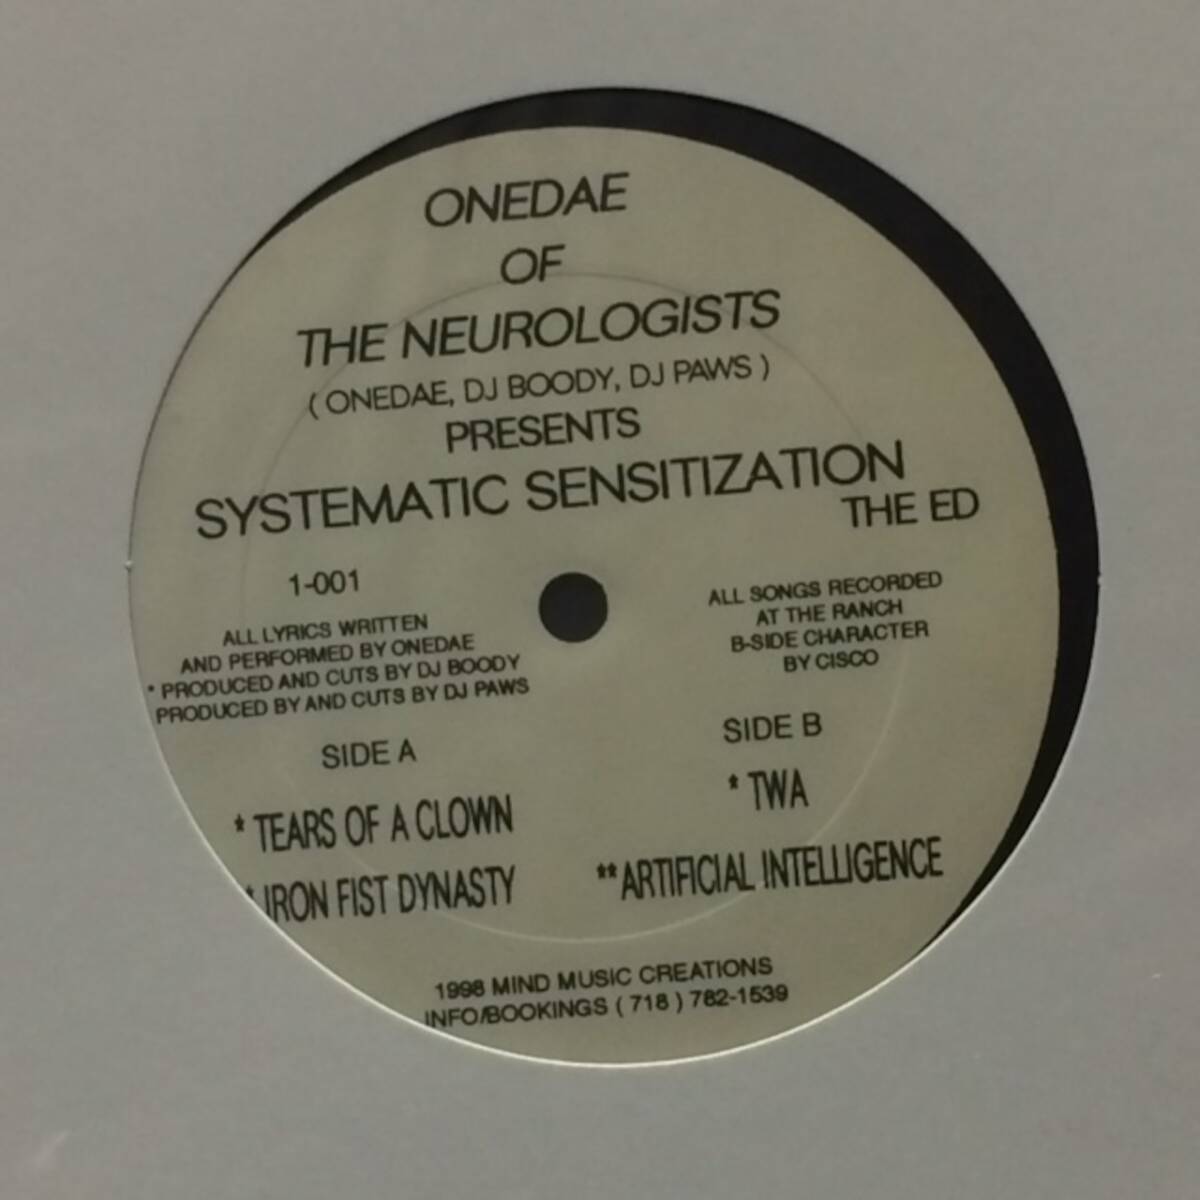 ONEDAE
OF
THE NEUROLOGISTS
( ONEDAE, DJ BOODY, DJ PAWS )
PRESENTS
SYSTEMATIC SENSITIZATION
THE ED
1-001
ALL LYRICS WRITTEN
AND PERFORMED BY ONEDAE
* PRODUCED AND CUTS BY DJ BOODY
PRODUCED BY AND CUTS BY DJ PAWS
ALL SONGS RECORDED
AT THE RANCH
B-SIDE CHARACTER
BY CISCO
SIDE A
* TEARS OF A CLOWN
* IRON FIST DYNASTY
SIDE B
* TWA
**ARTIFICIAL INTELLIGENCE
1998 MIND MUSIC CREATIONS
INFO/BOOKINGS ( 718 ) 782-1539